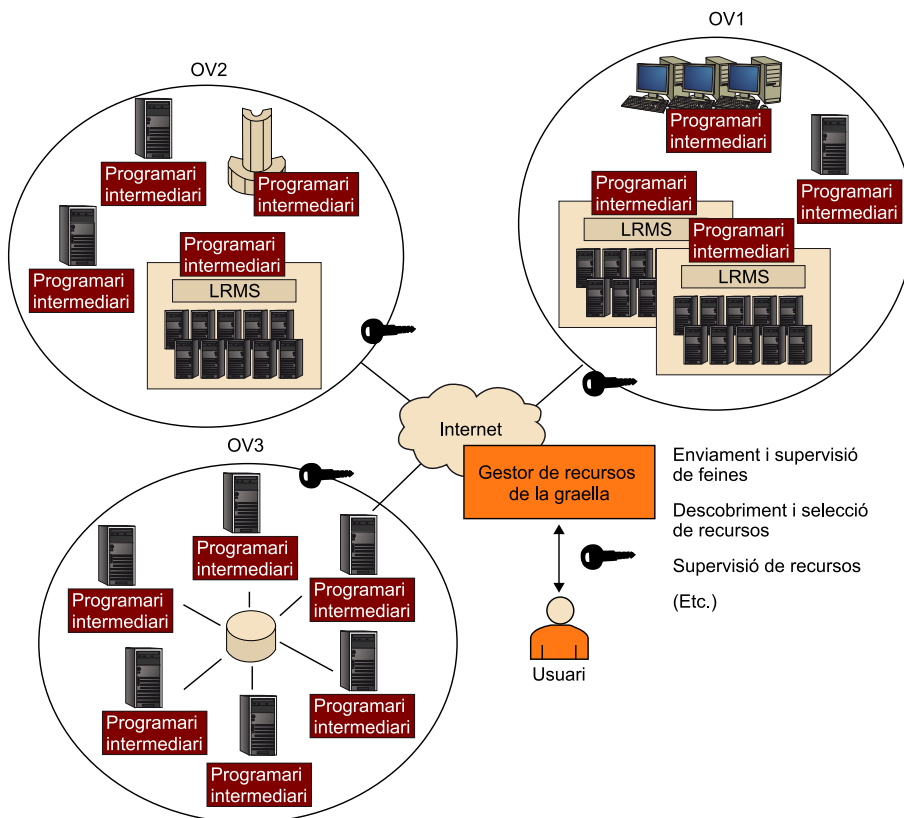 OV1
OV2
Programari
intermediari
Programari
intermediari
Programari
intermediari
Programari
intermediari
LRMS
Programari
intermediari
Programari
intermediari
Programari
intermediari
LRMS
Programari
intermediari
LRMS
Internet
Gestor de recursos
de la graella
Enviament i supervisió
de feines
Descobriment i selecció
de recursos
Supervisió de recursos
(Etc.)
Usuari
OV3
Programari
intermediari
Programari
intermediari
Programari
intermediari
Programari
intermediari
Programari
intermediari
Programari
intermediari